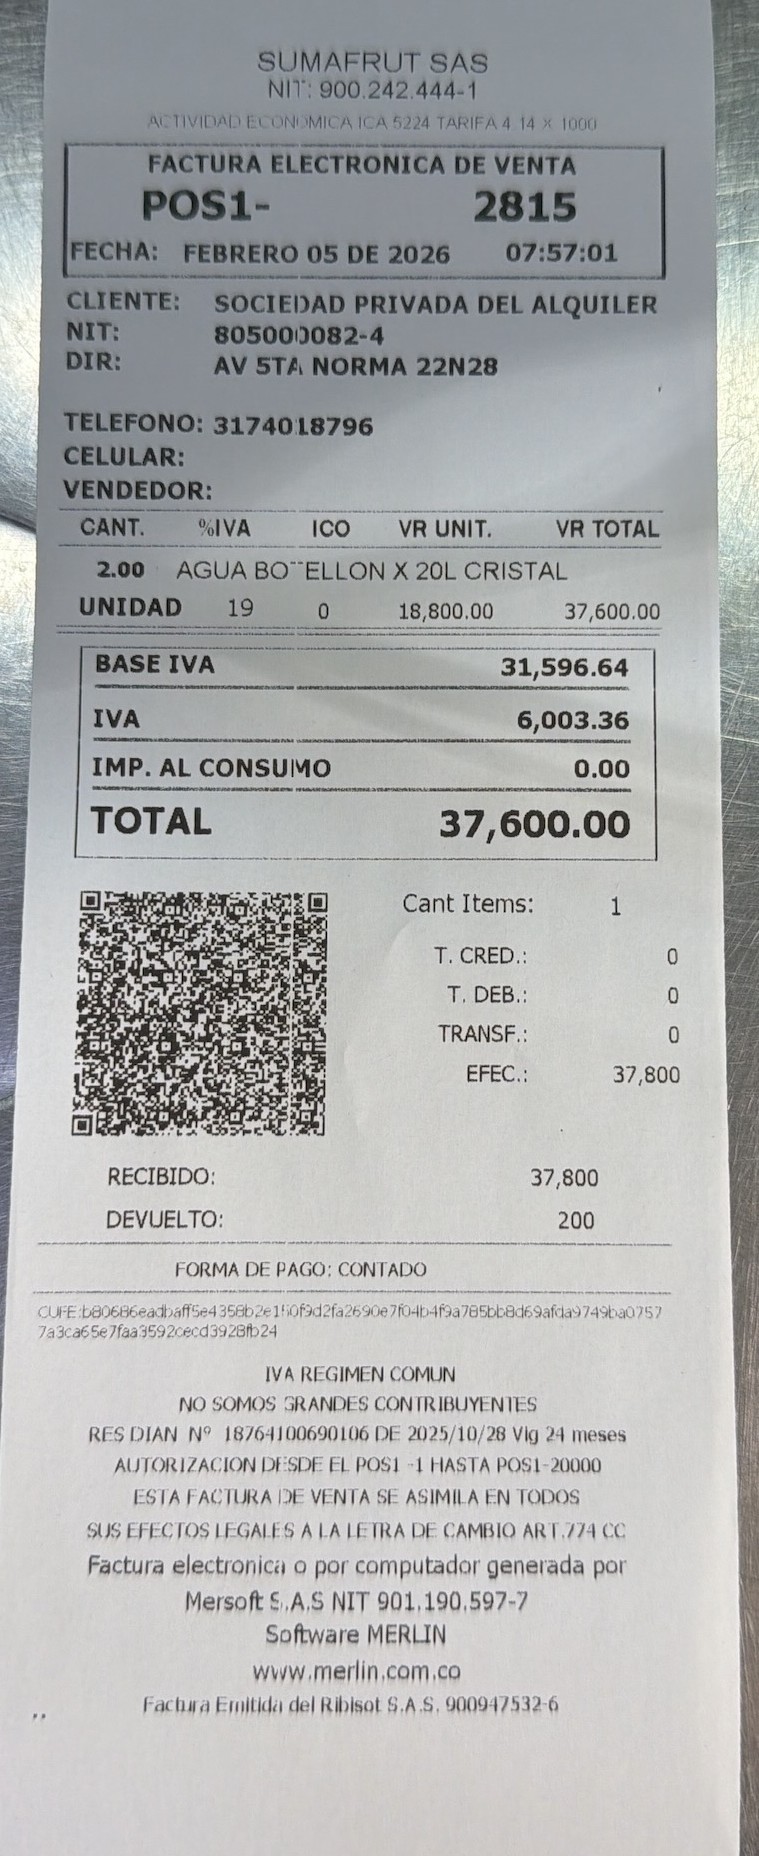 SUMAFRUT SAS
NIT: 900.242.444-1
ACTIVIDAD ECONOMICA ICA 5224 TARIFA 4.14 X 1000
FACTURA ELECTRONICA DE VENTA
POS1- 2815
FECHA: FEBRERO 05 DE 2026 07:57:01
CLIENTE: SOCIEDAD PRIVADA DEL ALQUILER
NIT: 805000082-4
DIR: AV 5TA NORMA 22N28
TELEFONO: 3174018796
CELULAR:
VENDEDOR:
CANT. %IVA ICO VR UNIT. VR TOTAL
2.00 AGUA BOTELLON X 20L CRISTAL
UNIDAD 19 0 18,800.00 37,600.00
BASE IVA 31,596.64
IVA 6,003.36
IMP. AL CONSUMO 0.00
TOTAL 37,600.00
Cant Items: 1
T. CRED.: 0
T. DEB.: 0
TRANSF.: 0
EFEC.: 37,800
RECIBIDO: 37,800
DEVUELTO: 200
FORMA DE PAGO: CONTADO
CUFE:b80686eadbaff5e4358b2e1f0f9d2fa2690e7f04b4f9a785bb8d69afda9749ba0757
7a3ca65e7faa3592cecd3928fb24
IVA REGIMEN COMUN
NO SOMOS GRANDES CONTRIBUYENTES
RES DIAN Nº 18764100690106 DE 2025/10/28 Vig 24 meses
AUTORIZACION DESDE EL POS1 -1 HASTA POS1-20000
ESTA FACTURA DE VENTA SE ASIMILA EN TODOS
SUS EFECTOS LEGALES A LA LETRA DE CAMBIO ART.774 CC
Factura electronica o por computador generada por
Mersoft S.A.S NIT 901.190.597-7
Software MERLIN
www.merlin.com.co
Factura Emitida del Ribisot S.A.S. 900947532-6